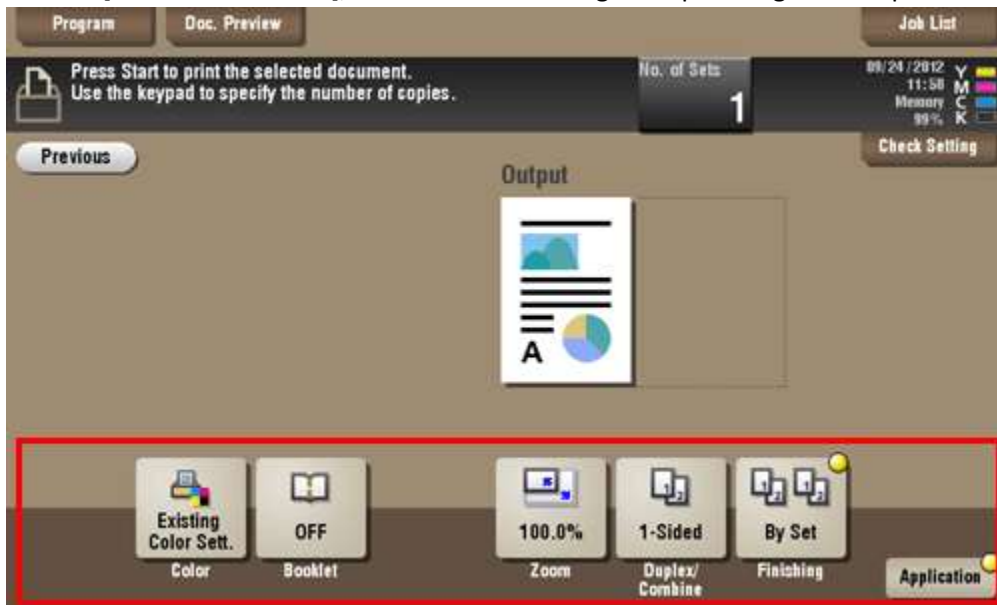 Program
Doc. Preview
Job List
Press Start to print the selected document.
Use the keypad to specify the number of copies.
No. of Sets
1
09/24/2012
11:58
Memory
99%
Y
M
C
K
Previous
Check Setting
Output
A
Existing
Color Sett.
OFF
100.0%
1-Sided
By Set
Color
Booklet
Zoom
Duplex/
Combine
Finishing
Application